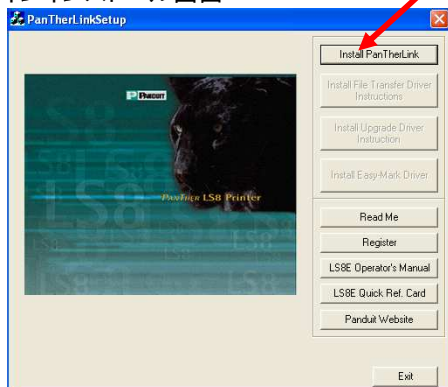 PanTherLinkSetup
Install PanTherLink
Install File Transfer Driver
Instructions
Install Upgrade Driver
Instruction
Install Easy-Mark Driver
PANDUIT
PANTHER LS8 Printer
LS8
Read Me
Register
LS8E Operator's Manual
LS8E Quick Ref. Card
Panduit Website
Exit